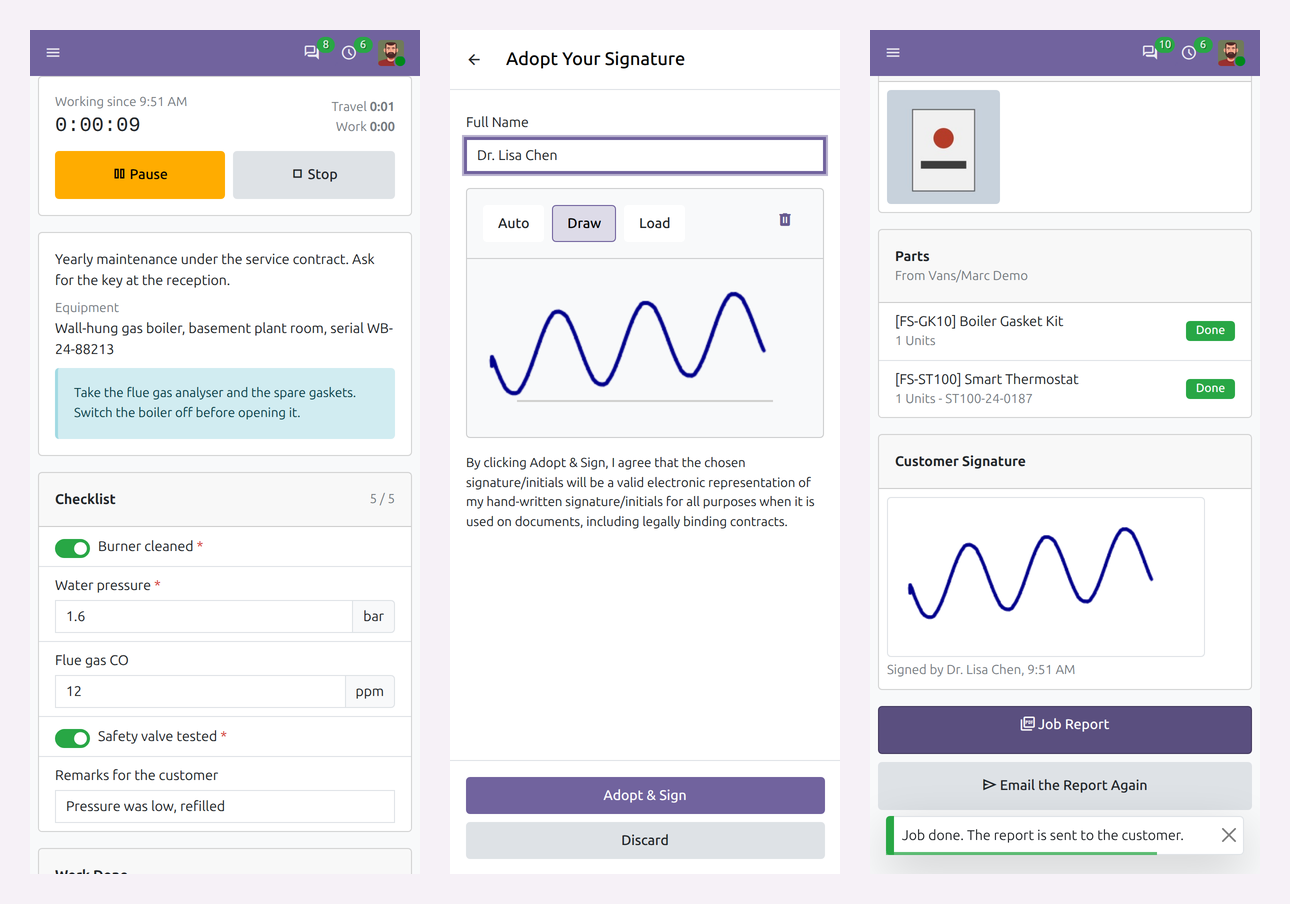 8
6
Working since 9:51 AM
0:00:09
Travel 0:01
Work 0:00
Pause
Stop
Yearly maintenance under the service contract. Ask
for the key at the reception.
Equipment
Wall-hung gas boiler, basement plant room, serial WB-
24-88213
Take the flue gas analyser and the spare gaskets.
Switch the boiler off before opening it.
Checklist
5 / 5
Burner cleaned *
Water pressure *
1.6
bar
Flue gas CO
12
ppm
Safety valve tested *
Remarks for the customer
Pressure was low, refilled
Work Done
Adopt Your Signature
Full Name
Dr. Lisa Chen
Auto
Draw
Load
By clicking Adopt & Sign, I agree that the chosen
signature/initials will be a valid electronic representation of
my hand-written signature/initials for all purposes when it is
used on documents, including legally binding contracts.
Adopt & Sign
Discard
10
6
Parts
From Vans/Marc Demo
[FS-GK10] Boiler Gasket Kit
1 Units
Done
[FS-ST100] Smart Thermostat
1 Units - ST100-24-0187
Done
Customer Signature
Signed by Dr. Lisa Chen, 9:51 AM
Job Report
Email the Report Again
Job done. The report is sent to the customer.